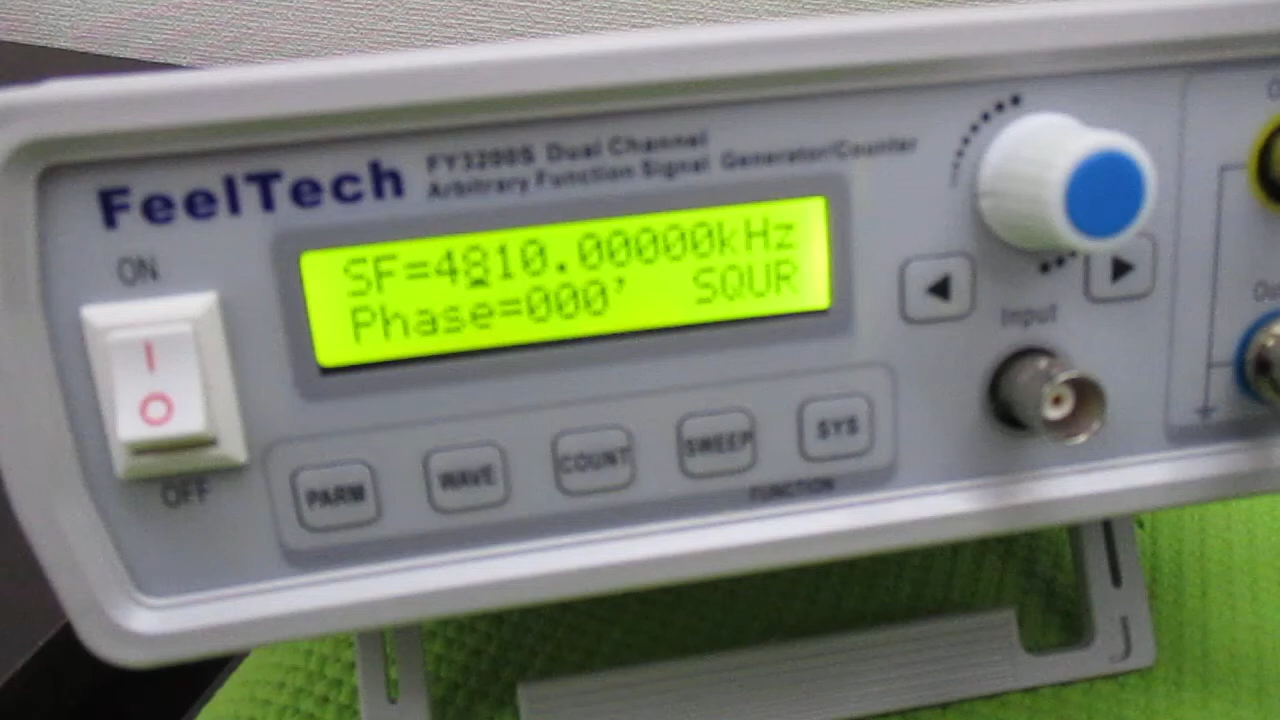 FeelTech
FY3200S Dual Channel
Arbitrary Function Signal Generator/Counter
ON
SF=4810.00000kHz
Phase=000' SQUR
I
O
OFF
PARM
WAVE
COUNT
SWEEP
SYS
FUNCTION
Input